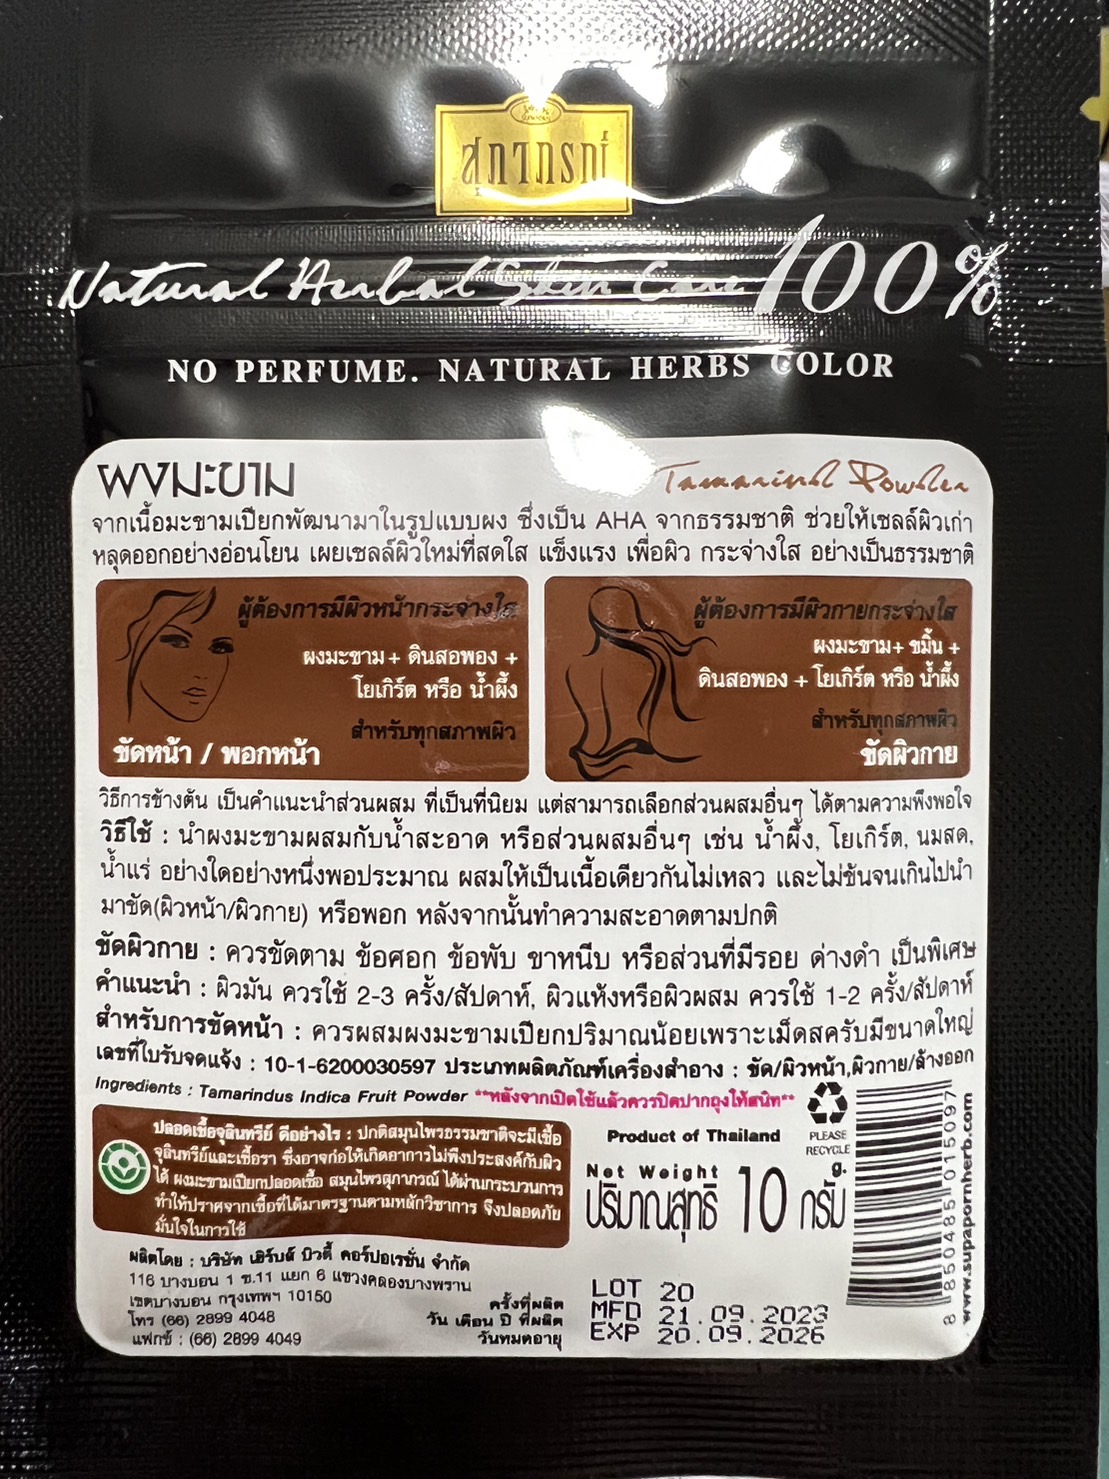 สุภาภรณ์
Natural Herbal Skin Care 100%
NO PERFUME. NATURAL HERBS COLOR
ผงมะขาม
Tamarind Powder
จากเนื้อมะขามเปียกพัฒนามาในรูปแบบผง ซึ่งเป็น AHA จากธรรมชาติ ช่วยให้เซลล์ผิวเก่า
หลุดออกอย่างอ่อนโยน เผยเซลล์ผิวใหม่ที่สดใส แข็งแรง เพื่อผิว กระจ่างใส อย่างเป็นธรรมชาติ
ผู้ต้องการมีผิวหน้ากระจ่างใส
ผงมะขาม + ดินสอพอง +
โยเกิร์ต หรือ น้ำผึ้ง
สำหรับทุกสภาพผิว
ขัดหน้า / พอกหน้า
ผู้ต้องการมีผิวกายกระจ่างใส
ผงมะขาม+ ขมิ้น +
ดินสอพอง + โยเกิร์ต หรือ น้ำผึ้ง
สำหรับทุกสภาพผิว
ขัดผิวกาย
วิธีการข้างต้น เป็นคำแนะนำส่วนผสม ที่เป็นที่นิยม แต่สามารถเลือกส่วนผสมอื่นๆ ได้ตามความพึงพอใจ
วิธีใช้ : นำผงมะขามผสมกับน้ำสะอาด หรือส่วนผสมอื่นๆ เช่น น้ำผึ้ง, โยเกิร์ต, นมสด,
น้ำแร่ อย่างใดอย่างหนึ่งพอประมาณ ผสมให้เป็นเนื้อเดียวกันไม่เหลว และไม่ข้นจนเกินไปนำ
มาขัด(ผิวหน้า/ผิวกาย) หรือพอก หลังจากนั้นทำความสะอาดตามปกติ
ขัดผิวกาย : ควรขัดตาม ข้อศอก ข้อพับ ขาหนีบ หรือส่วนที่มีรอย ด่างดำ เป็นพิเศษ
คำแนะนำ : ผิวมัน ควรใช้ 2-3 ครั้ง/สัปดาห์, ผิวแห้งหรือผิวผสม ควรใช้ 1-2 ครั้ง/สัปดาห์
สำหรับการขัดหน้า : ควรผสมผงมะขามเปียกปริมาณน้อยเพราะเม็ดสครับมีขนาดใหญ่
เลขที่ใบรับจดแจ้ง : 10-1-6200030597 ประเภทผลิตภัณฑ์เครื่องสำอาง : ขัด/ผิวหน้า,ผิวกาย/ล้างออก
Ingredients : Tamarindus Indica Fruit Powder **หลังจากเปิดใช้แล้วควรปิดปากถุงให้สนิท**
ปลอดเชื้อจุลินทรีย์ ดีอย่างไร : ปกติสมุนไพรธรรมชาติจะมีเชื้อ
จุลินทรีย์และเชื้อรา ซึ่งอาจก่อให้เกิดอาการไม่พึงประสงค์กับผิว
ได้ ผงมะขามเปียกปลอดเชื้อ สมุนไพรสุภาภรณ์ ได้ผ่านกระบวนการ
ทำให้ปราศจากเชื้อที่ได้มาตรฐานตามหลักวิชาการ จึงปลอดภัย
มั่นใจในการใช้
Product of Thailand
PLEASE
RECYCLE
Net Weight
ปริมาณสุทธิ 10 กรัม
g.
ผลิตโดย : บริษัท เฮิร์บส์ บิวตี้ คอร์ปอเรชั่น จำกัด
116 บางบอน 1 ซ.11 แยก 6 แขวงคลองบางพราน
เขตบางบอน กรุงเทพฯ 10150
โทร (66) 2899 4048
แฟกซ์ : (66) 2899 4049
ครั้งที่ผลิต LOT 20
วัน เดือน ปี ที่ผลิต MFD 21.09.2023
วันหมดอายุ EXP 20.09.2026
8 850485 015097
www.supapornherb.com